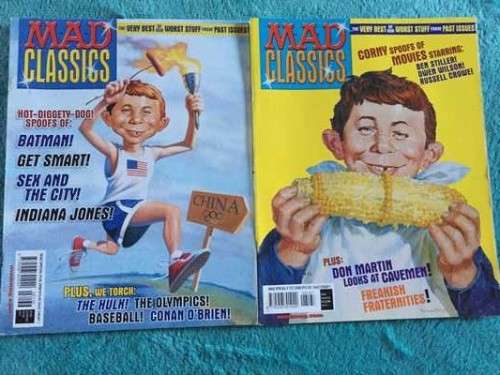 THE VERY BEST OF THE WORST STUFF FROM PAST ISSUES!
MAD
CLASSICS
HOT-DIGGETY-DOG!
SPOOFS OF:
BATMAN!
GET SMART!
SEX AND
THE CITY!
INDIANA JONES!
CHINA
PLUS, WE TORCH:
THE HULK! THE OLYMPICS!
BASEBALL! CONAN O'BRIEN!
THE VERY BEST OF THE WORST STUFF FROM PAST ISSUES!
MAD
CLASSICS
CORNY SPOOFS OF
MOVIES STARRING:
BEN STILLER!
OWEN WILSON!
RUSSELL CROWE!
PLUS:
DON MARTIN
LOOKS AT CAVEMEN!
FREAKISH
FRATERNITIES!